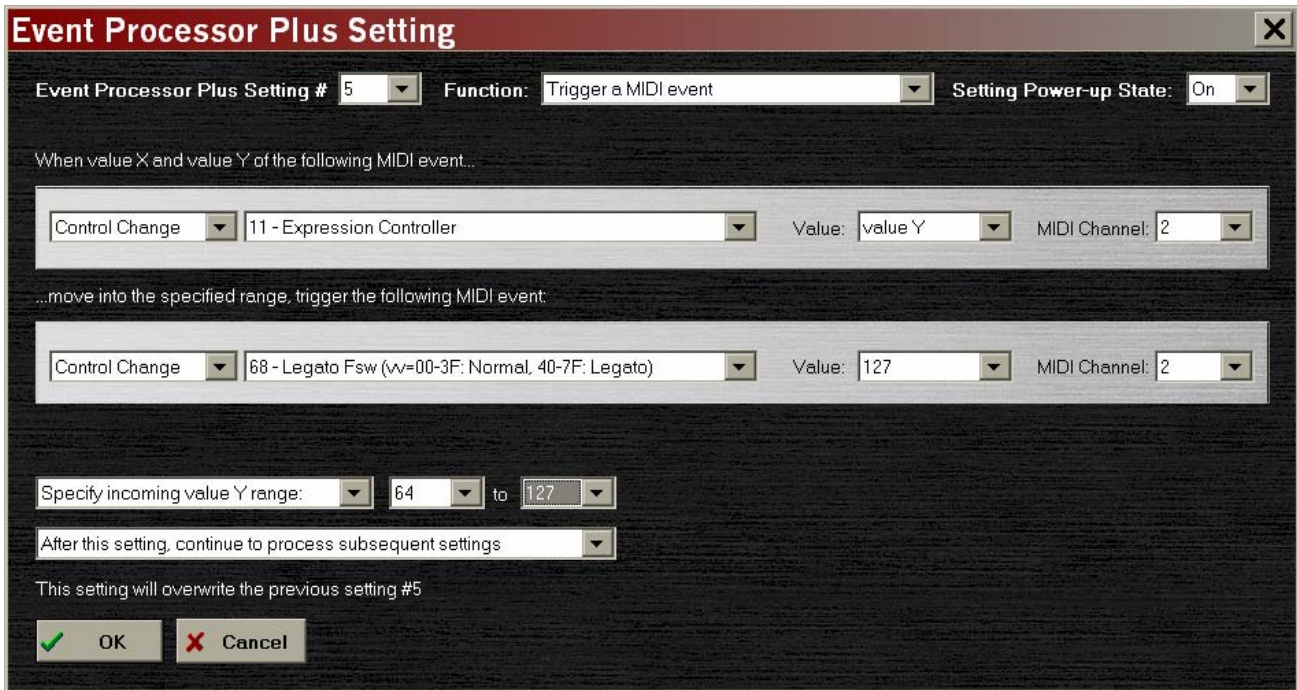 Event Processor Plus Setting
Event Processor Plus Setting # 5 Function: Trigger a MIDI event Setting Power-up State: On
When value X and value Y of the following MIDI event...
Control Change 11 - Expression Controller Value: value Y MIDI Channel: 2
...move into the specified range, trigger the following MIDI event:
Control Change 68 - Legato Fsw (vv=00-3F: Normal, 40-7F: Legato) Value: 127 MIDI Channel: 2
Specify incoming value Y range: 64 to 127
After this setting, continue to process subsequent settings
This setting will overwrite the previous setting #5
OK Cancel